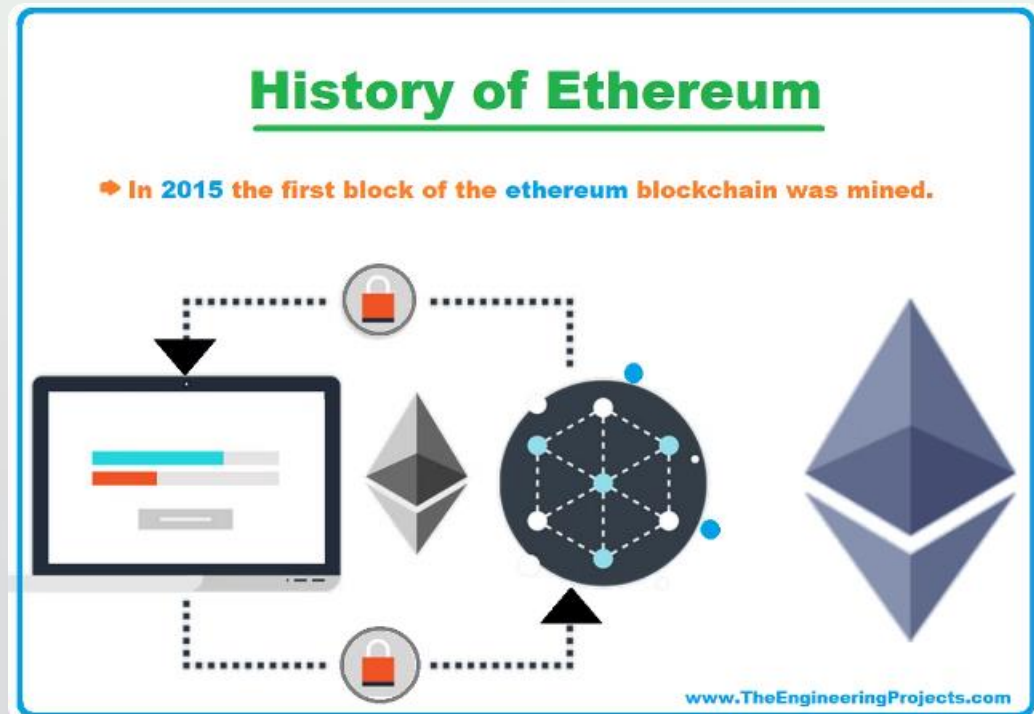 History of Ethereum
In 2015 the first block of the ethereum blockchain was mined.
www.TheEngineeringProjects.com